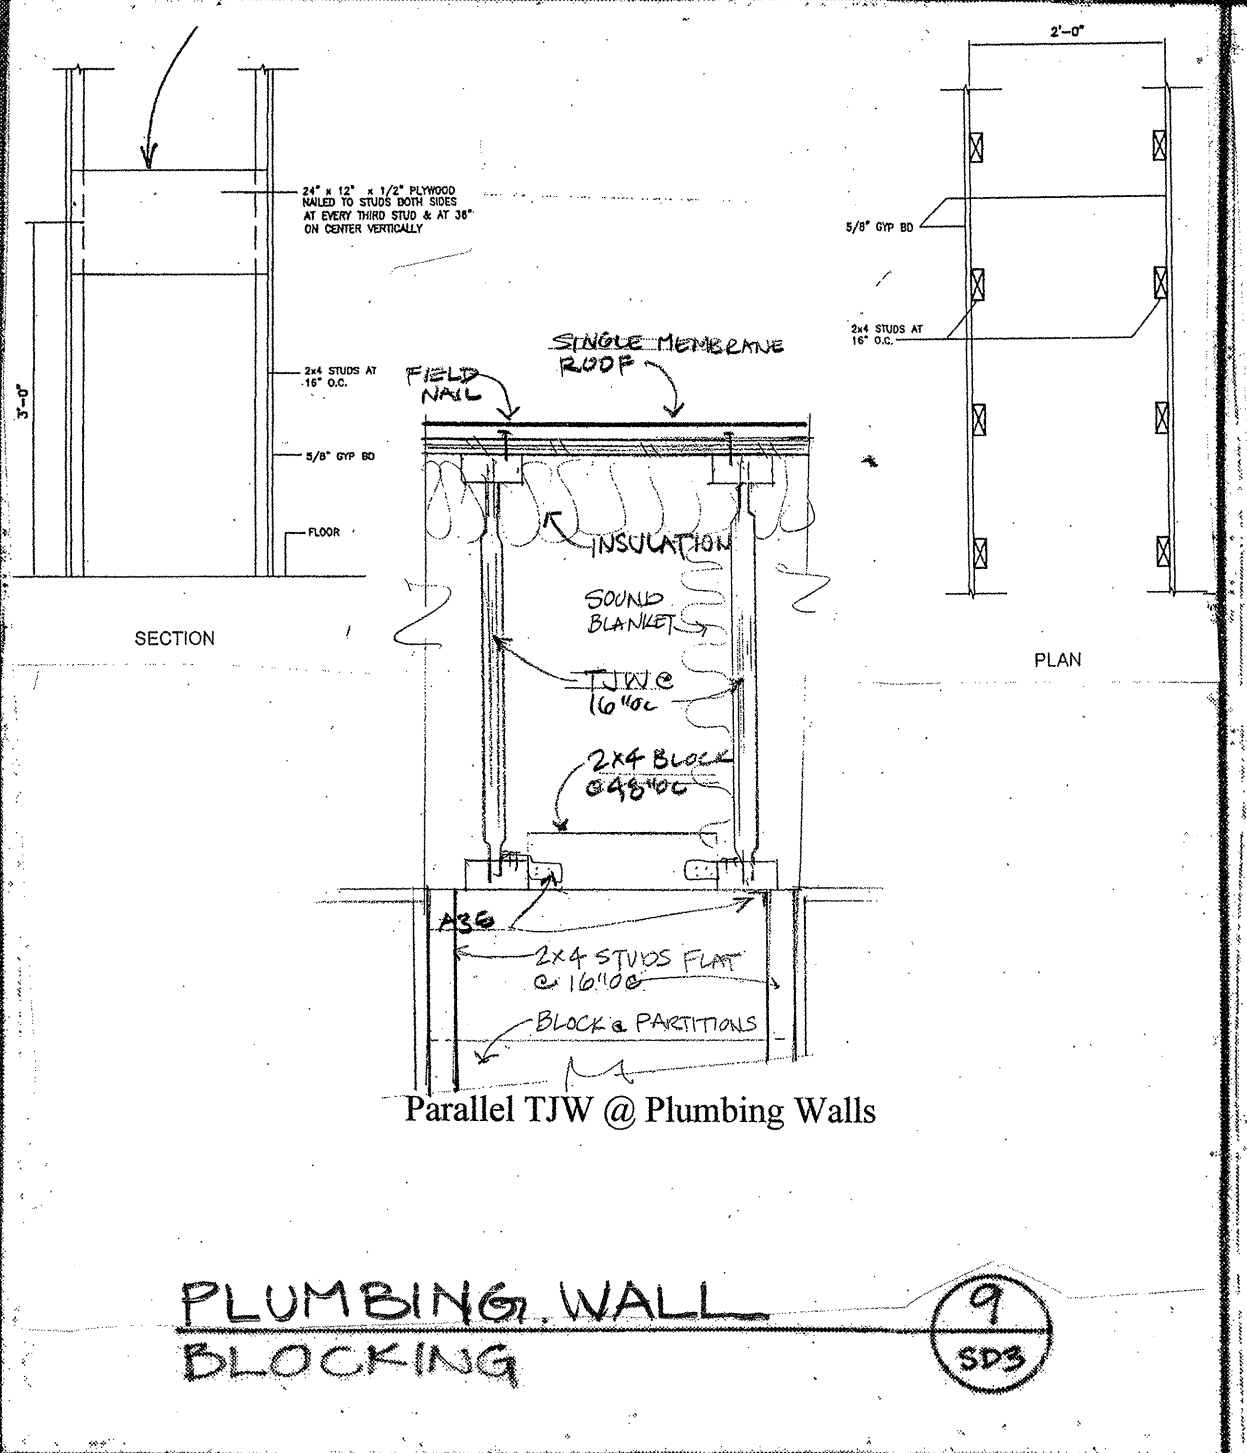 2'-0"
24" x 12" x 1/2" PLYWOOD
NAILED TO STUDS BOTH SIDES
AT EVERY THIRD STUD & AT 36"
ON CENTER VERTICALLY
5/8" GYP BD
2x4 STUDS AT
16" O.C.
2x4 STUDS AT
16" O.C.
3'-0"
5/8" GYP BD
FLOOR
SECTION
PLAN
SINGLE MEMBRANE
ROOF
FIELD
NAIL
INSULATION
SOUND
BLANKET
TJW @
16"OC
2x4 BLOCK
@48"OC
A35
2x4 STUDS FLAT
@ 16"OC
BLOCK @ PARTITIONS
Parallel TJW @ Plumbing Walls
PLUMBING WALL
BLOCKING
9
SD3